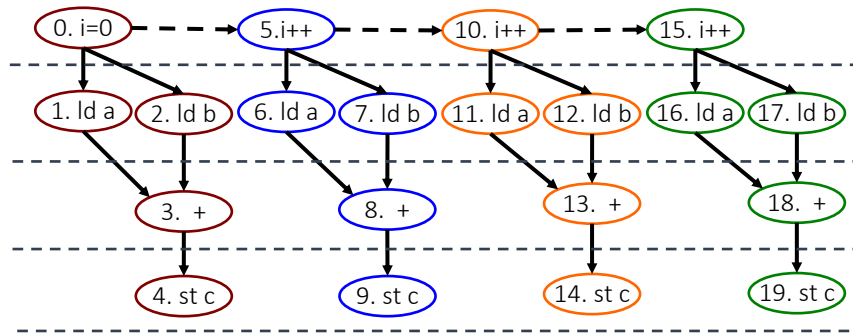 0. i=0
5.i++
10. i++
15. i++
1. ld a
2. ld b
6. ld a
7. ld b
11. ld a
12. ld b
16. ld a
17. ld b
3. +
8. +
13. +
18. +
4. st c
9. st c
14. st c
19. st c